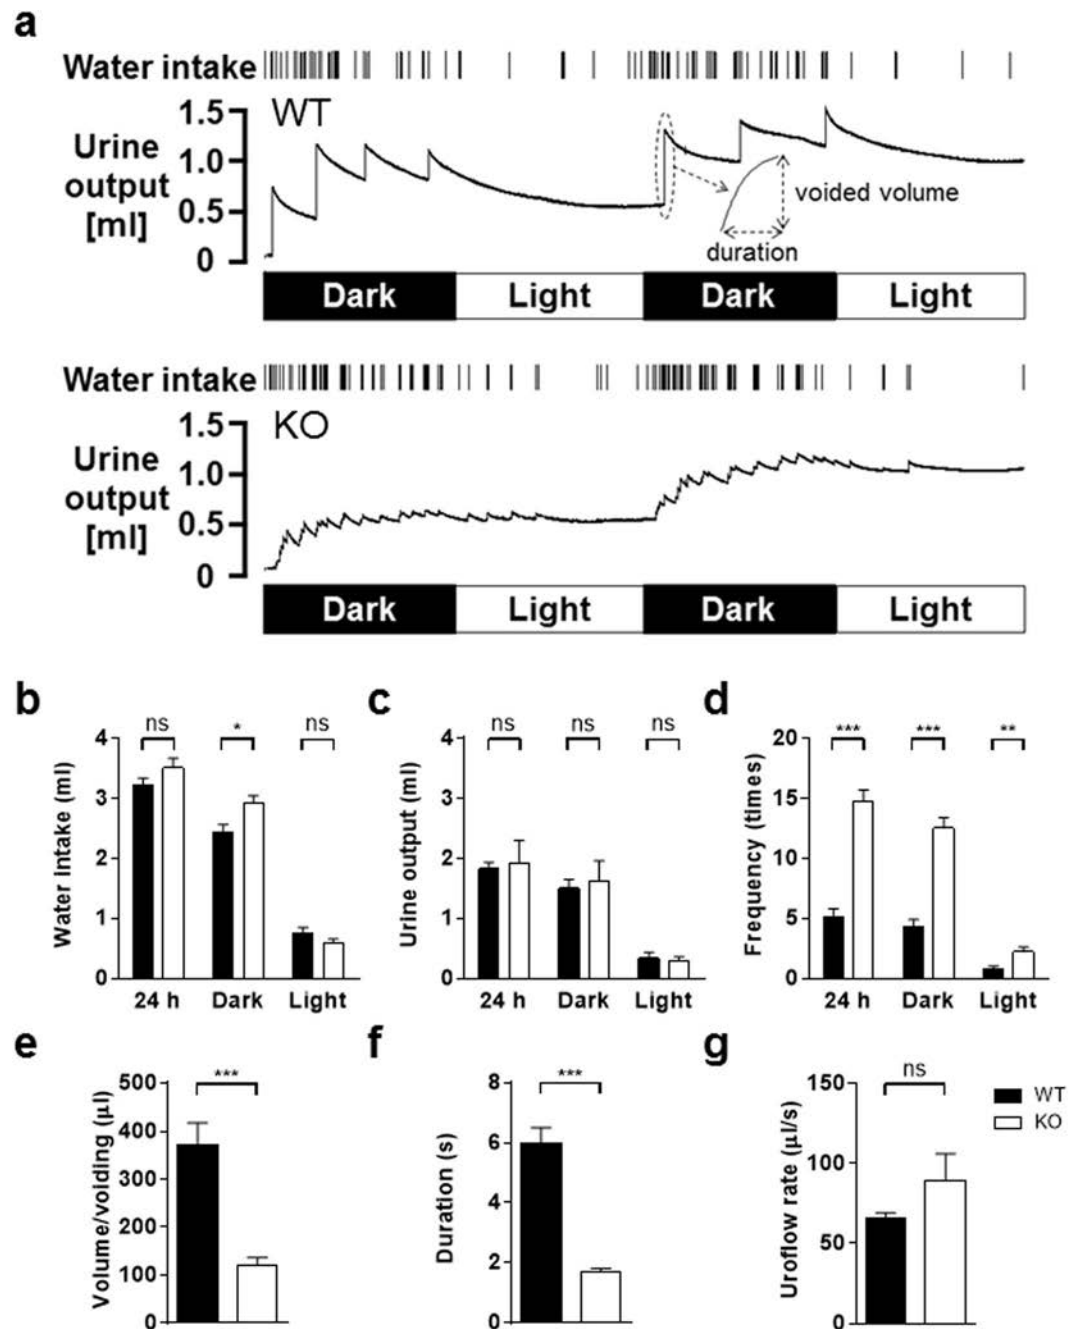 a
Water intake
WT
1.5
1.0
0.5
0
Urine
output
[ml]
voided volume
duration
Dark Light Dark Light
Water intake
KO
1.5
1.0
0.5
0
Urine
output
[ml]
Dark Light Dark Light
b
ns * ns
Water Intake (ml)
4
3
2
1
0
24 h Dark Light
c
ns ns ns
Urine output (ml)
4
3
2
1
0
24 h Dark Light
d
*** *** **
Frequency (times)
20
15
10
5
0
24 h Dark Light
e
***
Volume/voiding (µl)
500
400
300
200
100
0
f
***
Duration (s)
8
6
4
2
0
g
ns
Uroflow rate (µl/s)
150
100
50
0
WT
KO